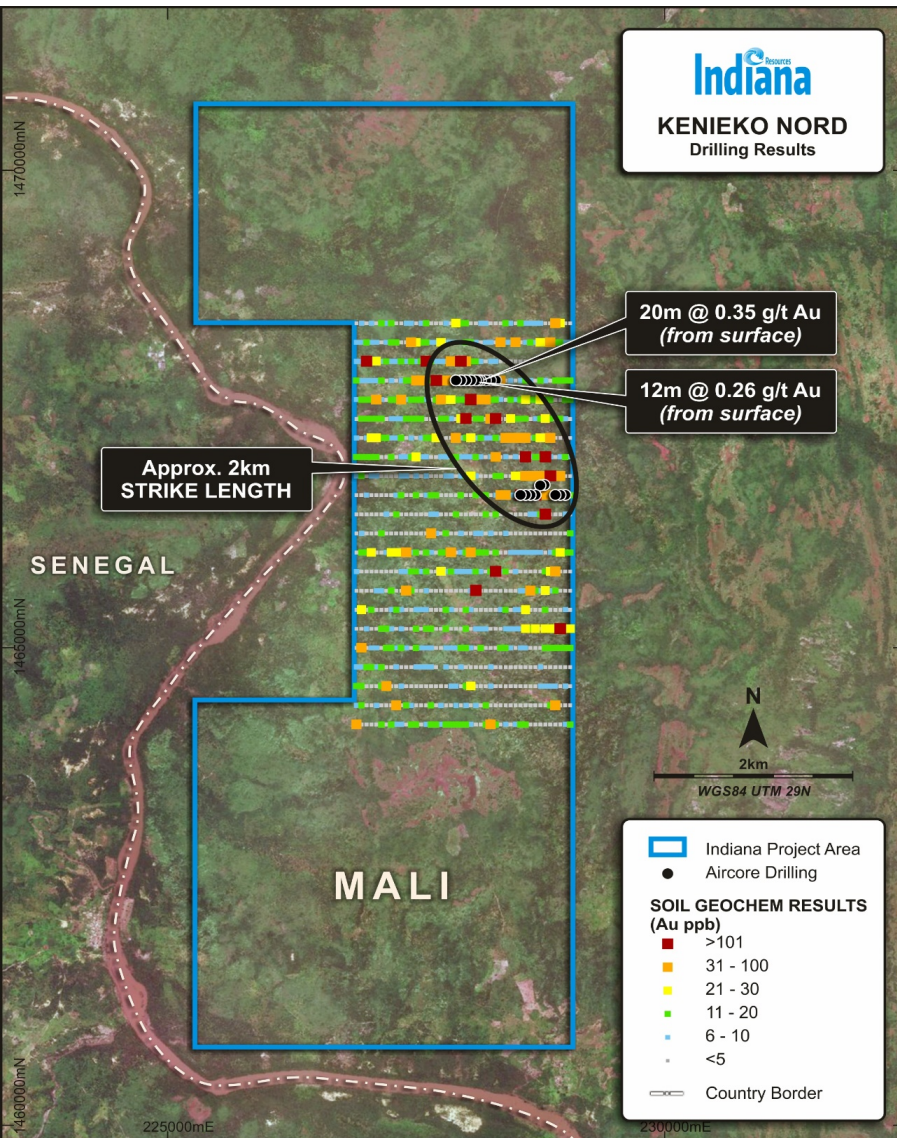 Indiana
Resources
KENIEKO NORD
Drilling Results
1470000mN
20m @ 0.35 g/t Au
(from surface)
12m @ 0.26 g/t Au
(from surface)
Approx. 2km
STRIKE LENGTH
SENEGAL
1465000mN
N
2km
WGS84 UTM 29N
MALI
Indiana Project Area
Aircore Drilling
SOIL GEOCHEM RESULTS
(Au ppb)
>101
31 - 100
21 - 30
11 - 20
6 - 10
<5
Country Border
1460000mN
225000mE
230000mE